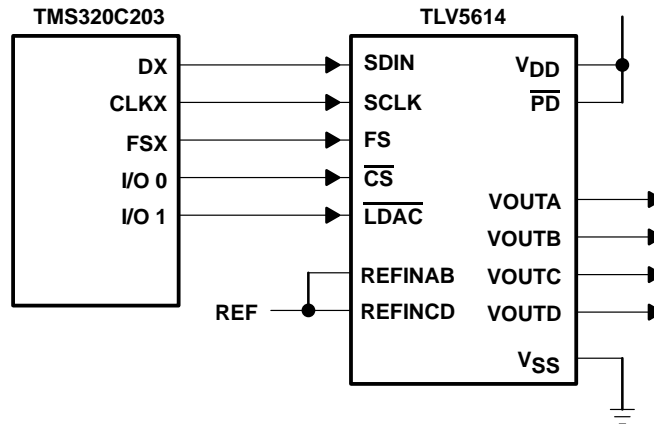 TMS320C203
TLV5614
DX
CLKX
FSX
I/O 0
I/O 1
SDIN
SCLK
FS
CS
LDAC
REFINAB
REFINCD
REF
VDD
PD
VOUTA
VOUTB
VOUTC
VOUTD
VSS